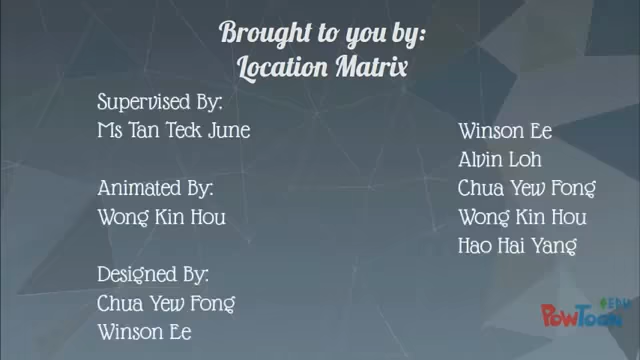 Brought to you by:
Location Matrix
Supervised By:
Ms Tan Teck June
Animated By:
Wong Kin Hou
Designed By:
Chua Yew Fong
Winson Ee
Winson Ee
Alvin Loh
Chua Yew Fong
Wong Kin Hou
Hao Hai Yang
EDU
PowToon